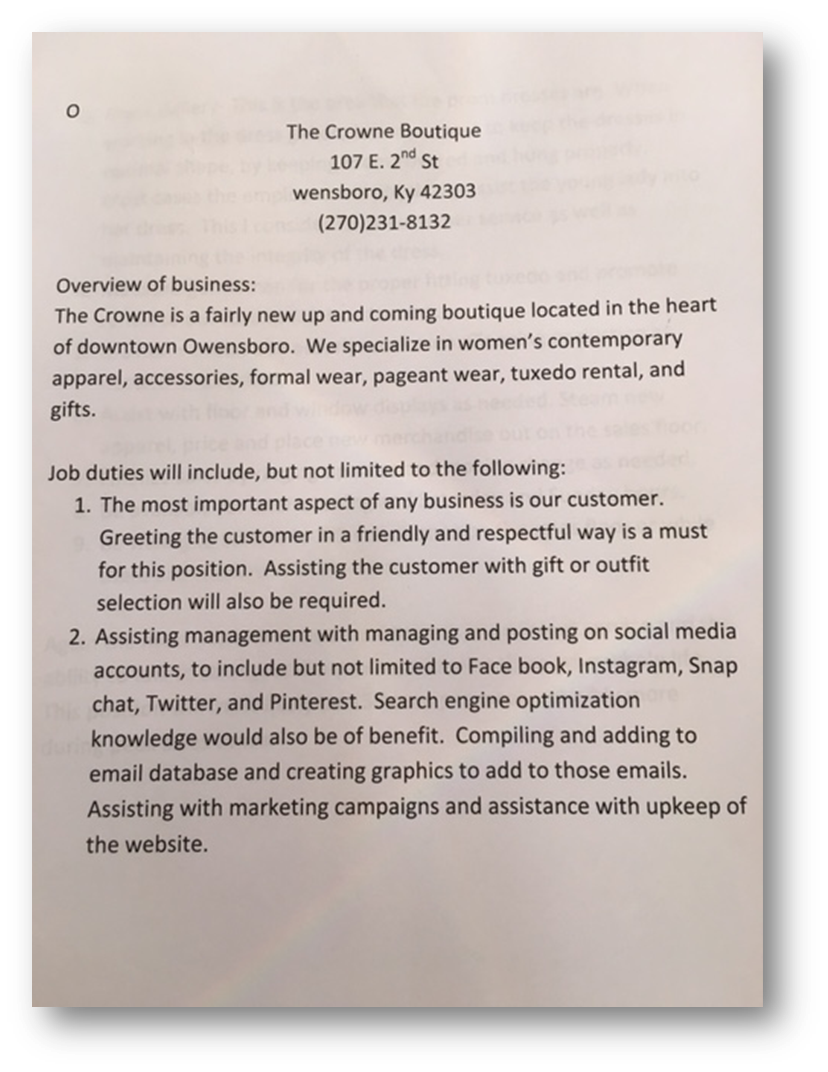 O
The Crowne Boutique
107 E. 2nd St
wensboro, Ky 42303
(270)231-8132
Overview of business:
The Crowne is a fairly new up and coming boutique located in the heart
of downtown Owensboro. We specialize in women's contemporary
apparel, accessories, formal wear, pageant wear, tuxedo rental, and
gifts.
Job duties will include, but not limited to the following:
1. The most important aspect of any business is our customer.
Greeting the customer in a friendly and respectful way is a must
for this position. Assisting the customer with gift or outfit
selection will also be required.
2. Assisting management with managing and posting on social media
accounts, to include but not limited to Face book, Instagram, Snap
chat, Twitter, and Pinterest. Search engine optimization
knowledge would also be of benefit. Compiling and adding to
email database and creating graphics to add to those emails.
Assisting with marketing campaigns and assistance with upkeep of
the website.